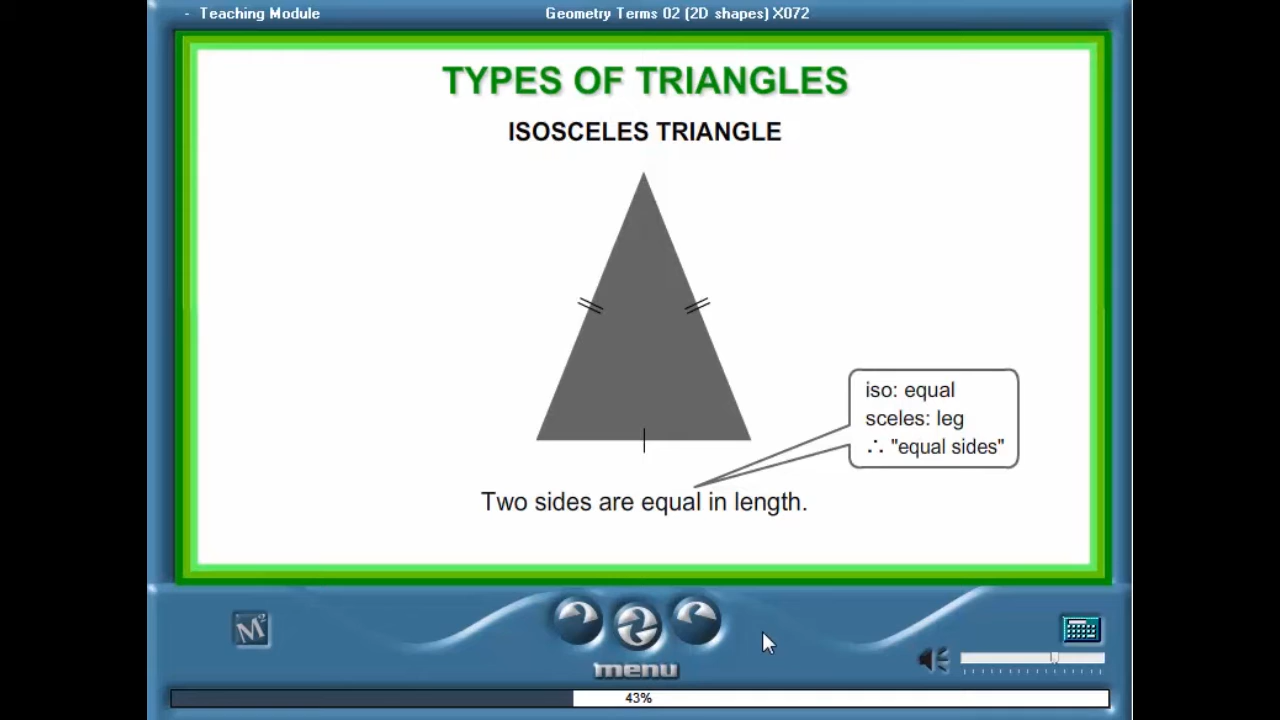 - Teaching Module
Geometry Terms 02 (2D shapes) X072
TYPES OF TRIANGLES
ISOSCELES TRIANGLE
iso: equal
sceles: leg
∴ "equal sides"
Two sides are equal in length.
M²
menu
43%